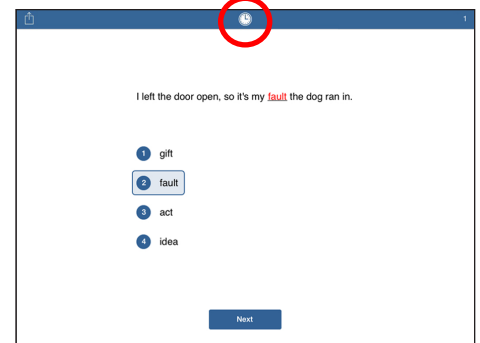 1
I left the door open, so it's my fault the dog ran in.
1 gift
2 fault
3 act
4 idea
Next